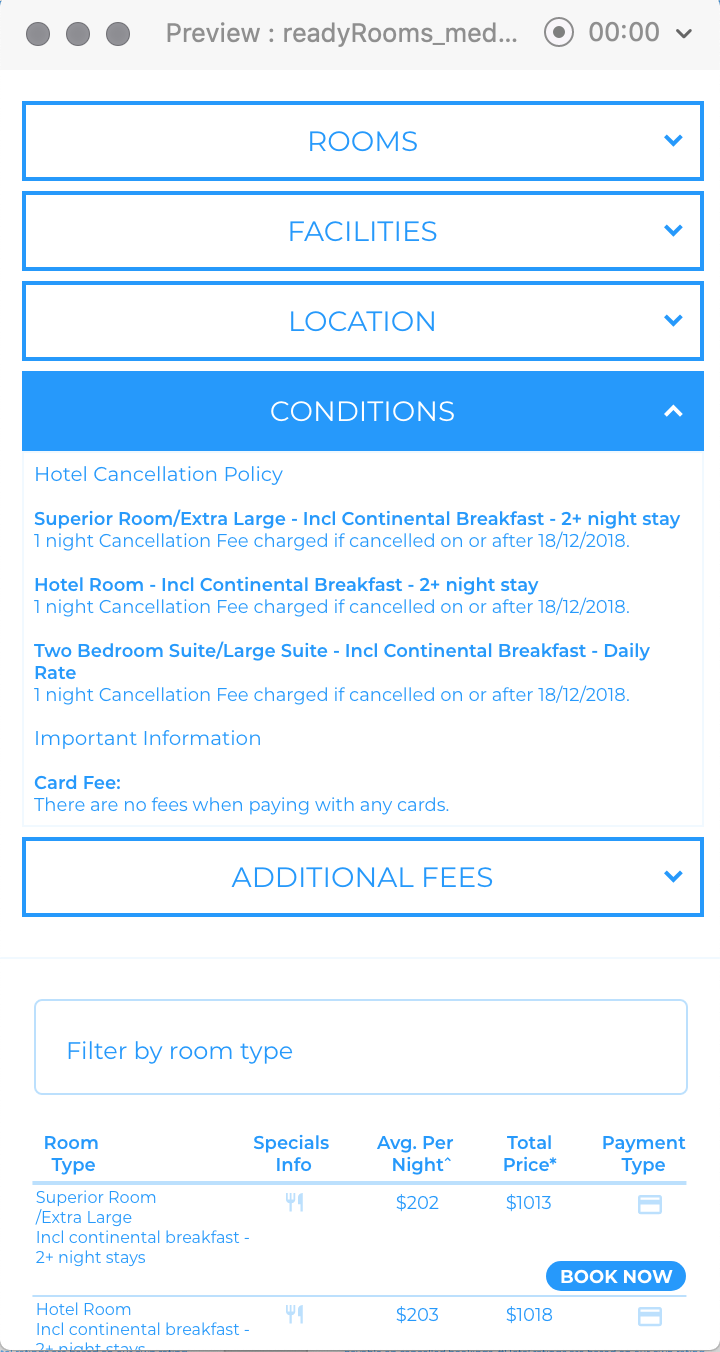 Preview : readyRooms_med... 00:00
ROOMS
FACILITIES
LOCATION
CONDITIONS
Hotel Cancellation Policy
Superior Room/Extra Large - Incl Continental Breakfast - 2+ night stay
1 night Cancellation Fee charged if cancelled on or after 18/12/2018.
Hotel Room - Incl Continental Breakfast - 2+ night stay
1 night Cancellation Fee charged if cancelled on or after 18/12/2018.
Two Bedroom Suite/Large Suite - Incl Continental Breakfast - Daily
Rate
1 night Cancellation Fee charged if cancelled on or after 18/12/2018.
Important Information
Card Fee:
There are no fees when paying with any cards.
ADDITIONAL FEES
Filter by room type
Room Specials Avg. Per Total Payment
Type Info Night^ Price* Type
Superior Room $202 $1013
/Extra Large
Incl continental breakfast -
2+ night stays
BOOK NOW
Hotel Room $203 $1018
Incl continental breakfast -
2+ night stays